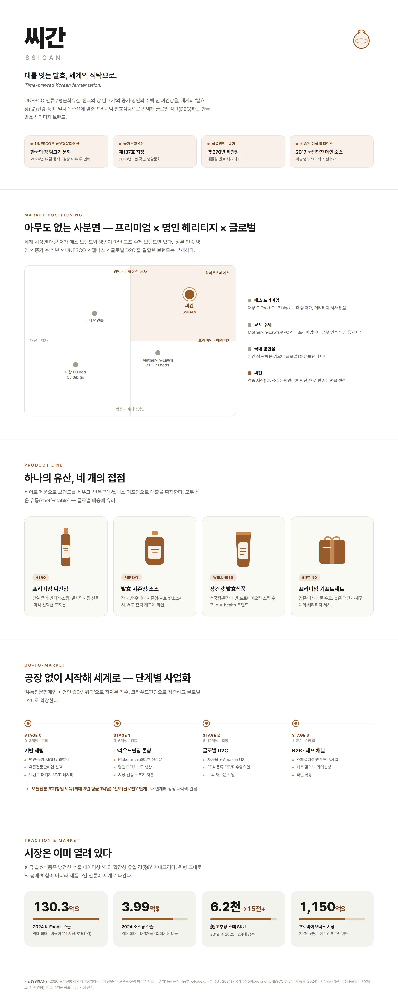 씨간
SSIGAN
대를 잇는 발효, 세계의 식탁으로.
Time-brewed Korean fermentation.
UNESCO 인류무형문화유산 ‘한국의 장 담그기’와 종가·명인의 수백 년 씨간장을, 세계의 ‘발효 =
장(腸)건강·풍미’ 웰니스 수요에 맞춘 프리미엄 발효식품으로 번역해 글로벌 직판(D2C)하는 한국
발효 헤리티지 브랜드.
UNESCO 인류무형문화유산
한국의 장 담그기 문화
2024년 12월 등재 · 김장 이후 두 번째
국가무형유산
제137호 지정
2018년 · 전 국민 생활문화
식품명인 · 종가
약 370년 씨간장
대물림 발효 헤리티지
검증된 미식 레퍼런스
2017 국빈만찬 메인 소스
미슐랭 3스타 셰프 실수요
MARKET POSITIONING
아무도 없는 사분면 — 프리미엄 × 명인 헤리티지 × 글로벌
세계 시장엔 대량·저가 매스 브랜드와 명인이 아닌 교포 수제 브랜드만 있다. ‘정부 인증 명
인 × 종가 수백 년 × UNESCO × 웰니스 × 글로벌 D2C’를 결합한 브랜드는 부재하다.
명인 · 무형유산 서사
화이트스페이스
씨간
SSIGAN
국내 명인몰
대량 · 저가
프리미엄 · 헤리티지
Mother-in-Law’s
KPOP Foods
대상 O’Food
CJ Bibigo
범용 · 비(非)명인
매스 프리미엄
대상 O’Food·CJ Bibigo — 대량·저가, 헤리티지 서사 없음
교포 수제
Mother-in-Law’s·KPOP — 프리미엄이나 정부 인증 명인·종가 아님
국내 명인몰
명인 장 판매는 있으나 글로벌 D2C·브랜딩 미비
씨간
검증 자산(UNESCO·명인·국빈만찬)으로 빈 사분면을 선점
PRODUCT LINE
하나의 유산, 네 개의 접점
히어로 제품으로 브랜드를 세우고, 반복구매·웰니스·기프팅으로 매출을 확장한다. 모두 상
온 유통(shelf-stable) — 글로벌 배송에 유리.
HERO
프리미엄 씨간장
단일 종가·빈티지·소량. 발사믹처럼 선물
·미식·컬렉션 포지션.
REPEAT
발효 시즌잉·소스
장 기반 우마미 시즌잉·발효 핫소스·다
시. 서구 홈쿡 재구매 라인.
WELLNESS
장건강 발효식품
청국장·된장 기반 프로바이오틱 스틱·수
프. gut-health 트렌드.
GIFTING
프리미엄 기프트세트
명절·미식 선물 수요. 높은 객단가·재구
매의 헤리티지 서사.
GO-TO-MARKET
공장 없이 시작해 세계로 — 단계별 사업화
‘유통전문판매업 + 명인 OEM 위탁’으로 저자본 착수. 크라우드펀딩으로 검증하고 글로벌
D2C로 확장한다.
STAGE 0
0–3개월 · 준비
기반 세팅
명인·종가 MOU / 의향서
유통전문판매업 신고
브랜드·패키지·MVP 레시피
STAGE 1
3–6개월 · 검증
크라우드펀딩 론칭
Kickstarter·와디즈 선주문
명인 OEM 초도 생산
시장 검증 + 초기 자본
STAGE 2
6–12개월 · 확장
글로벌 D2C
자사몰 + Amazon US
FDA 등록·FSVP 수출요건
구독·재주문 도입
STAGE 3
1–2년 · 스케일
B2B · 셰프 채널
스페셜티·파인푸드 홀세일
셰프 콜라보·라이선싱
라인 확장
→ 오늘전통 초기창업 보육(최대 3년·평균 1억원)·‘선도(글로벌)’ 단계 와 연계해 성장 사다리 완성
TRACTION & MARKET
시장은 이미 열려 있다
한국 발효식품은 냉정한 수출 데이터상 ‘해외 확장성 유일 강(强)’ 카테고리다. 원형 그대로
의 공예·체험이 아니라 제품화된 전통이 세계로 나간다.
130.3억$
2024 K-Food+ 수출
역대 최대 · 미국이 1위 시장($15.9억)
3.99억$
2024 소스류 수출
역대 최대 · 139개국 · 최대시장 미국
6.2천→15천+
美 고추장 소매 SKU
2019 → 2025 · 2.4배 급증
1,150억$
프로바이오틱스 시장
2030 전망 · 장건강 메가트렌드
씨간(SSIGAN) · 2026 오늘전통 청년 예비창업아이디어 공모전 · 브랜드·전략 비주얼 시트 | 출처: 농림축산식품부(K-Food·소스류 수출, 2024) · 국가유산청/korea.net(UNESCO 장 담그기 등재, 2024) · 시장조사기관(고추장·프로바이오틱
스, 범위 인용). 매출 수치는 목표 아님, 시장 근거.